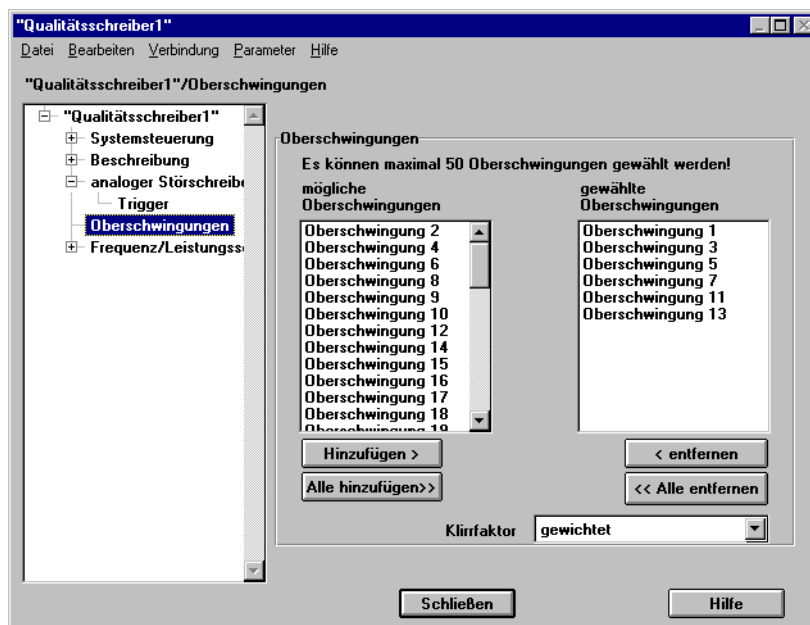 "Qualitätsschreiber1"
Datei Bearbeiten Verbindung Parameter Hilfe
"Qualitätsschreiber1"/Oberschwingungen
"Qualitätsschreiber1"
Systemsteuerung
Beschreibung
analoger Störschreibe
Trigger
Oberschwingungen
Frequenz/Leistungss
Oberschwingungen
Es können maximal 50 Oberschwingungen gewählt werden!
mögliche
Oberschwingungen
Oberschwingung 2
Oberschwingung 4
Oberschwingung 6
Oberschwingung 8
Oberschwingung 9
Oberschwingung 10
Oberschwingung 12
Oberschwingung 14
Oberschwingung 15
Oberschwingung 16
Oberschwingung 17
Oberschwingung 18
Oberschwingung 19
gewählte
Oberschwingungen
Oberschwingung 1
Oberschwingung 3
Oberschwingung 5
Oberschwingung 7
Oberschwingung 11
Oberschwingung 13
Hinzufügen >
< entfernen
Alle hinzufügen>>
<< Alle entfernen
Klirrfaktor gewichtet
Schließen
Hilfe